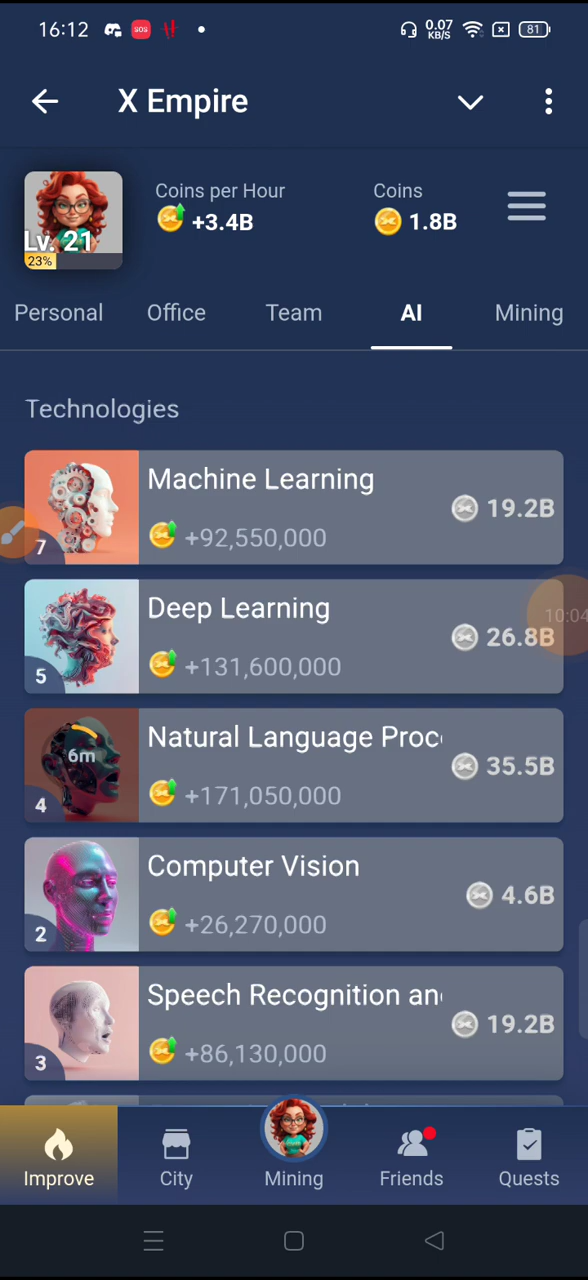 16:12
SOS
0.07
KB/S
81
X Empire
Coins per Hour
Coins
+3.4B
1.8B
Lv. 21
23%
Personal
Office
Team
AI
Mining
Technologies
Machine Learning
19.2B
+92,550,000
7
Deep Learning
10:04
26.8B
+131,600,000
5
Natural Language Proc
6m
35.5B
+171,050,000
4
Computer Vision
4.6B
+26,270,000
2
Speech Recognition an
19.2B
+86,130,000
3
Improve
City
Mining
Friends
Quests